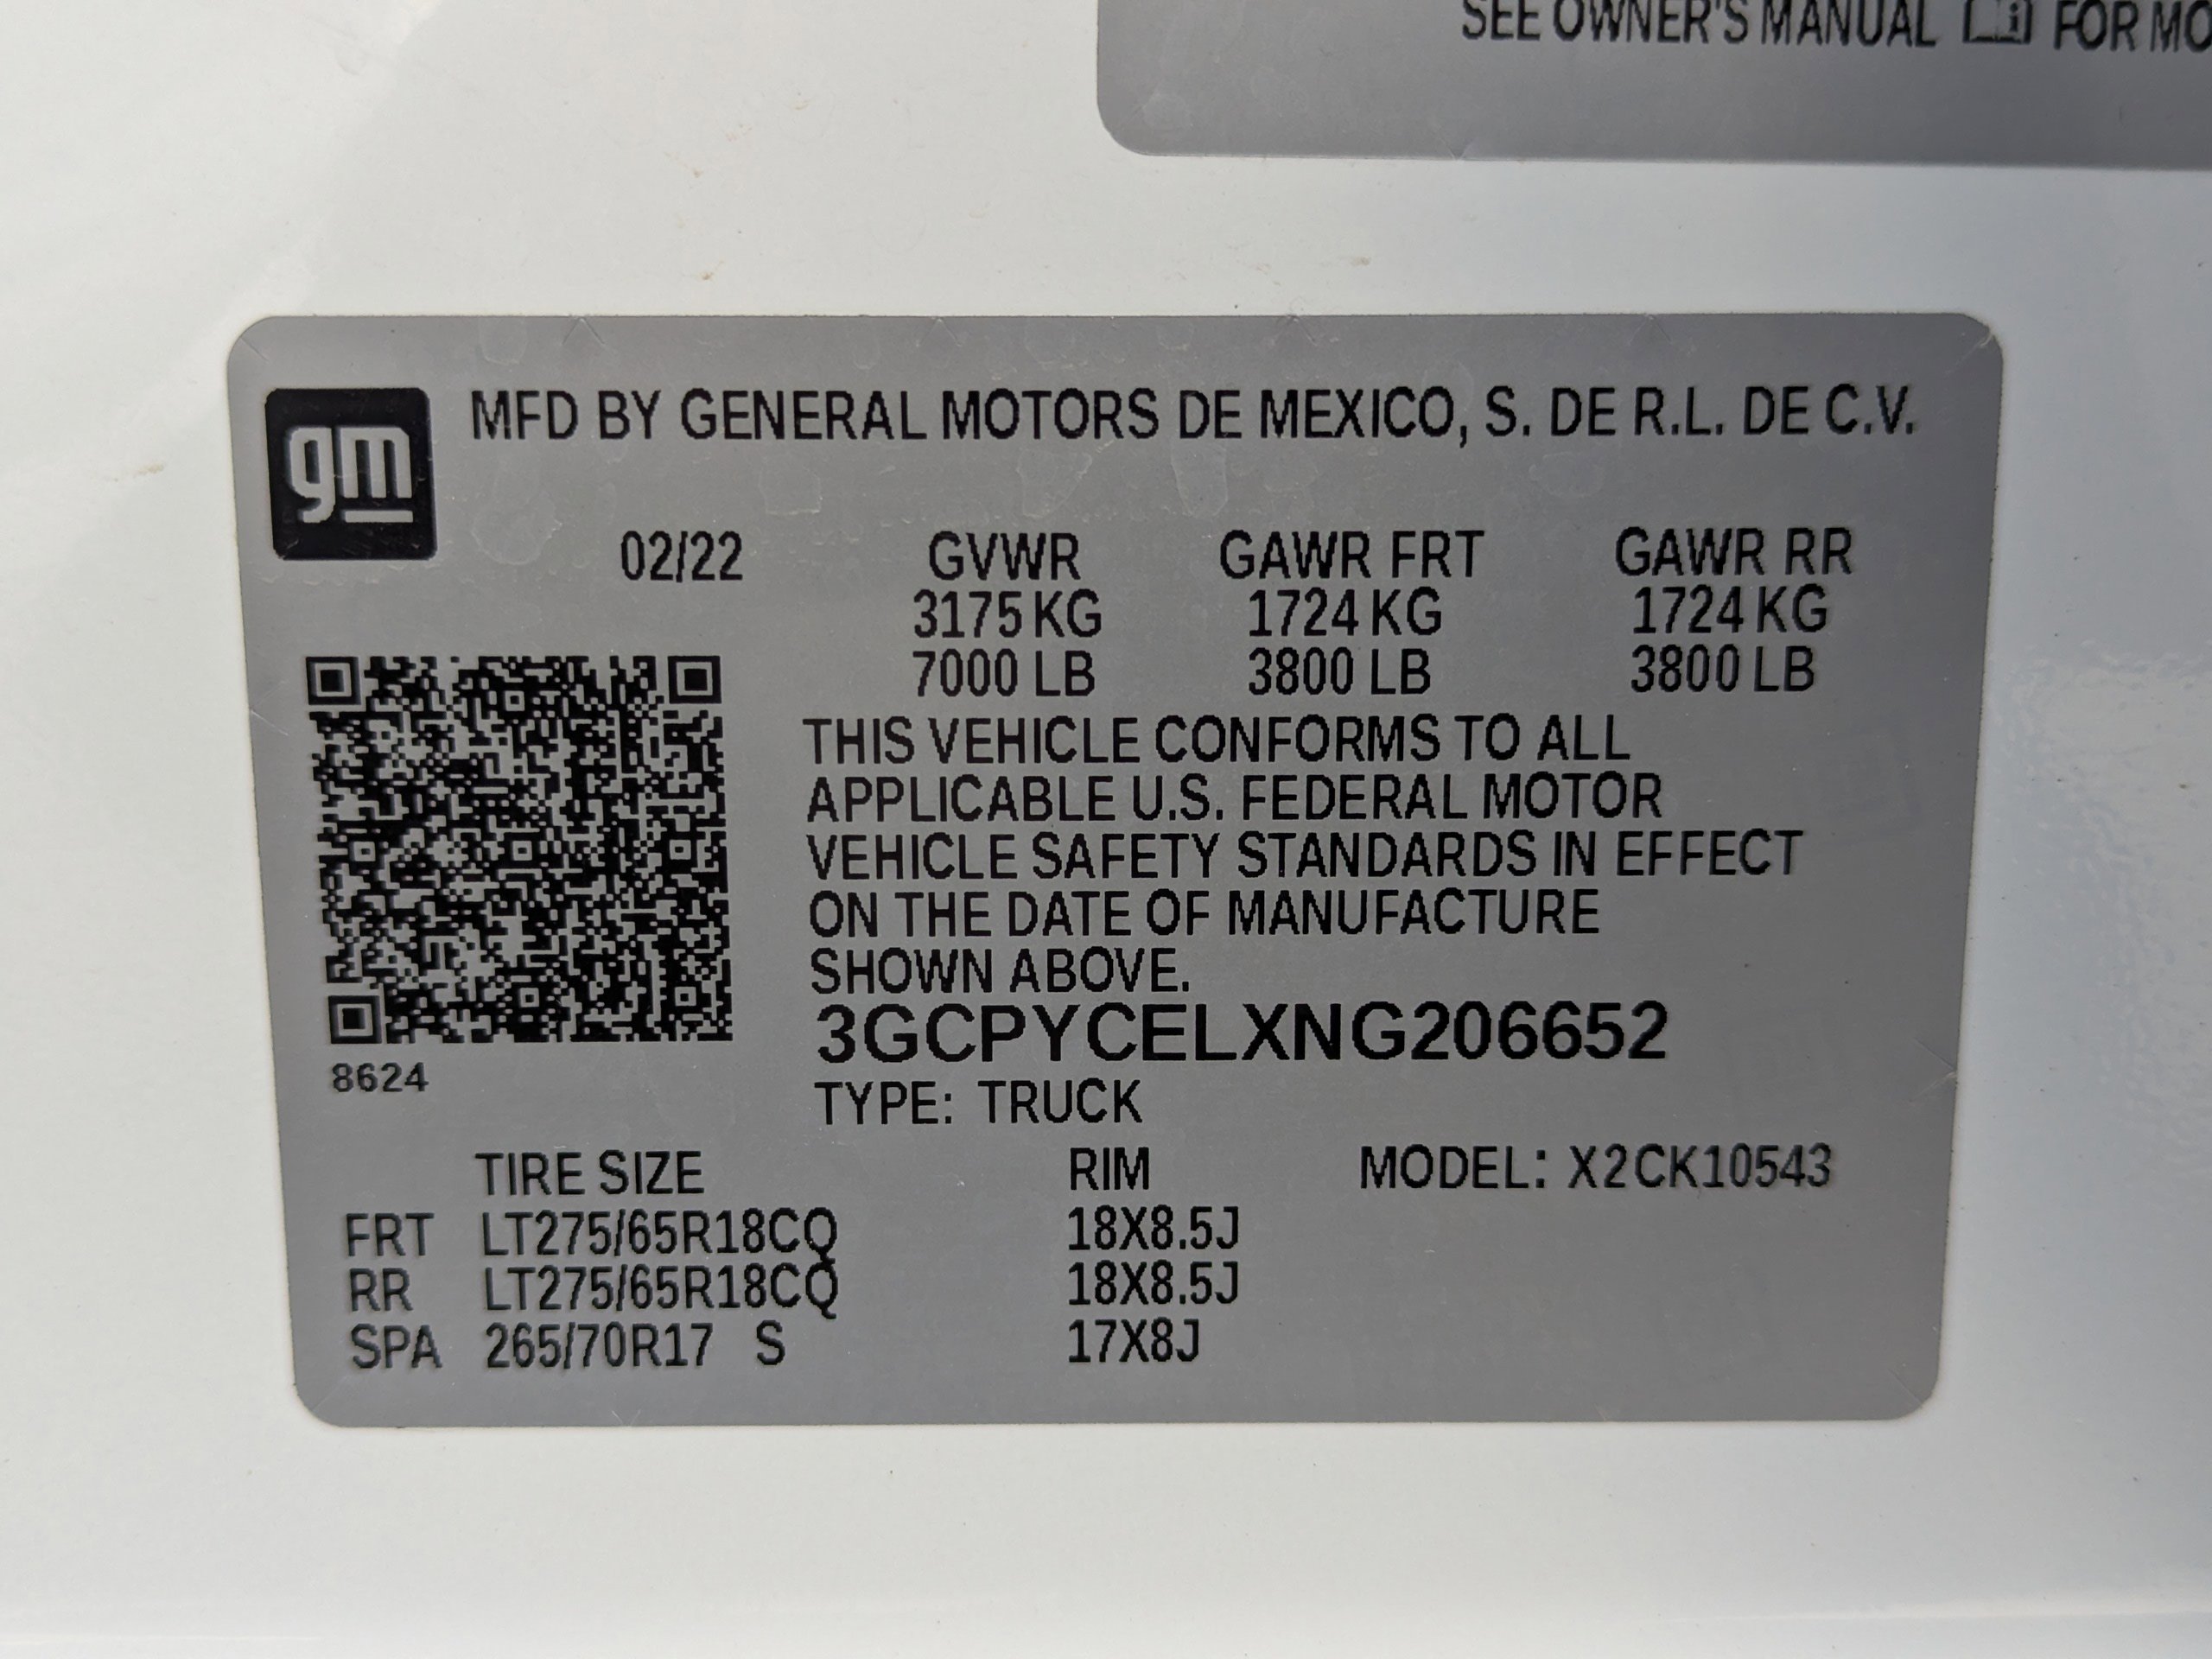 SEE OWNER'S MANUAL FOR MO
gm
MFD BY GENERAL MOTORS DE MEXICO, S. DE R.L. DE C.V.
02/22 GVWR GAWR FRT GAWR RR
3175 KG 1724 KG 1724 KG
7000 LB 3800 LB 3800 LB
THIS VEHICLE CONFORMS TO ALL
APPLICABLE U.S. FEDERAL MOTOR
VEHICLE SAFETY STANDARDS IN EFFECT
ON THE DATE OF MANUFACTURE
SHOWN ABOVE.
3GCPYCELXNG206652
8624
TYPE: TRUCK
TIRE SIZE RIM MODEL: X2CK10543
FRT LT275/65R18CQ 18X8.5J
RR LT275/65R18CQ 18X8.5J
SPA 265/70R17 S 17X8J